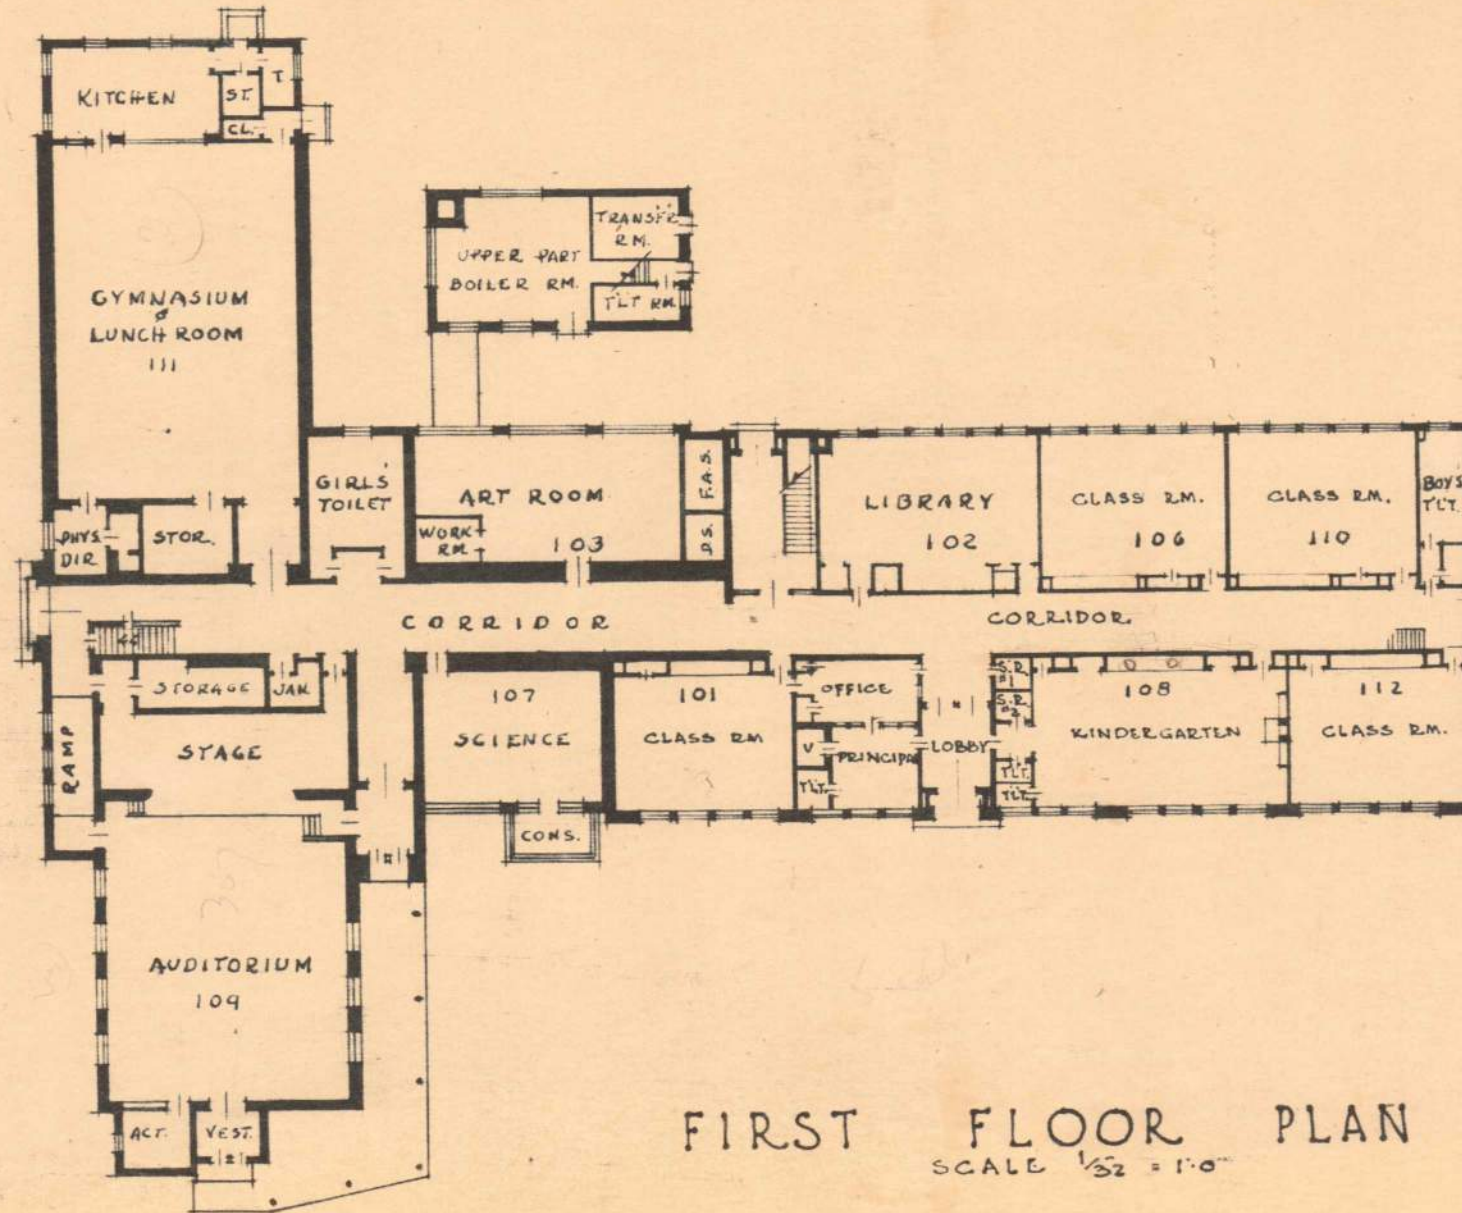 KITCHEN
ST.
T.
CL.
GYMNASIUM
&
LUNCH ROOM
111
PHYS.
DIR
STOR.
UPPER PART
BOILER RM.
TRANSFR
RM.
TLT RM.
GIRLS'
TOILET
ART ROOM
WORK
RM.
103
F.A.S.
D.S.
LIBRARY
102
CLASS RM.
106
CLASS RM.
110
BOYS
TLT.
CORRIDOR
CORRIDOR
STORAGE
JAN.
RAMP
STAGE
107
SCIENCE
CONS.
101
CLASS RM
OFFICE
V
PRINCIPA
TLT.
LOBBY
S.R.
S.R.
TLT.
TLT.
108
KINDERGARTEN
112
CLASS RM.
AUDITORIUM
109
ACT.
VEST.
FIRST FLOOR PLAN
SCALE 1/32" = 1'-0"